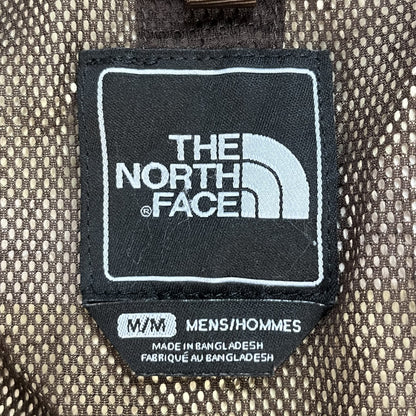 THE
NORTH
® FACE
M/M MENS/HOMMES
MADE IN BANGLADESH
FABRIQUÉ AU BANGLADESH